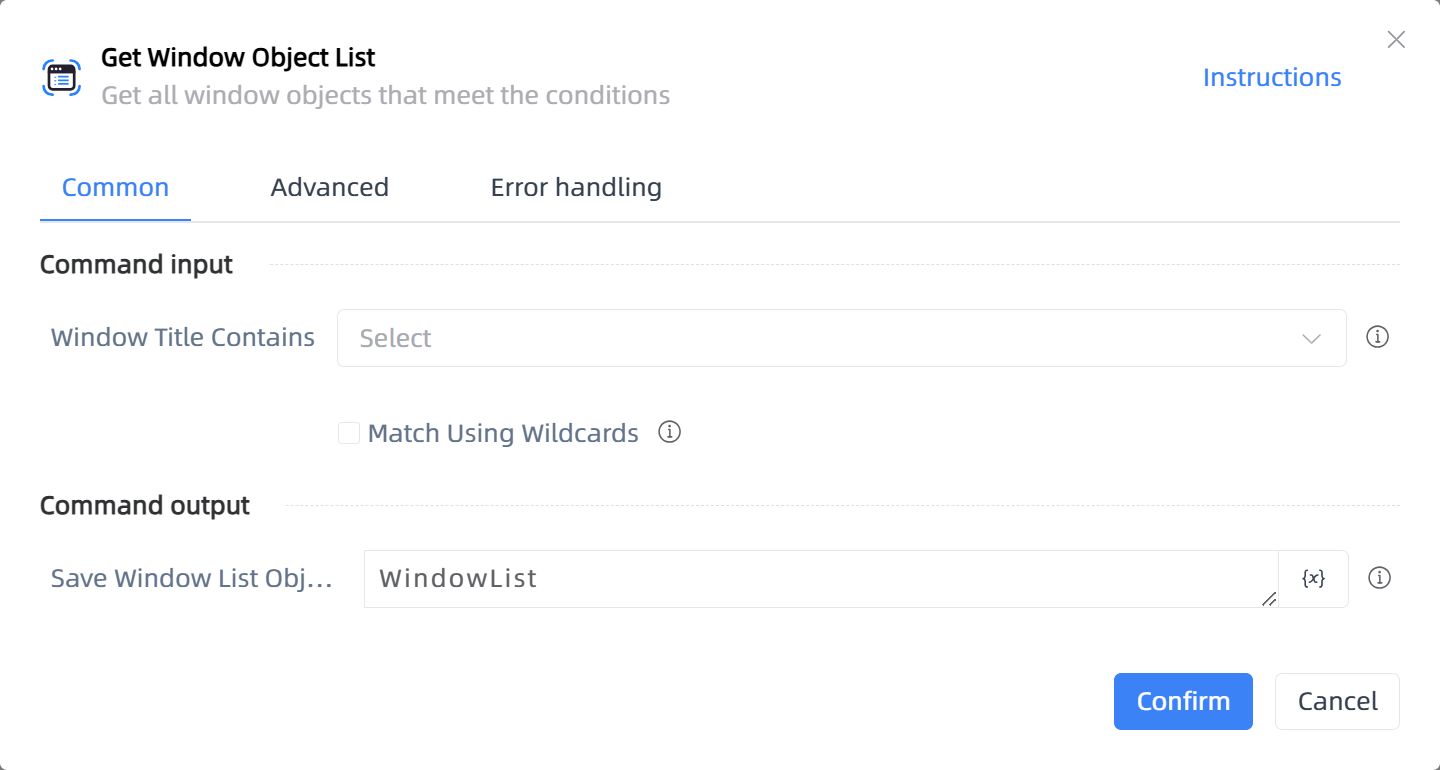 Get Window Object List
Get all window objects that meet the conditions
Instructions
Common
Advanced
Error handling
Command input
Window Title Contains
Select
Match Using Wildcards
Command output
Save Window List Obj...
WindowList
{x}
Confirm
Cancel